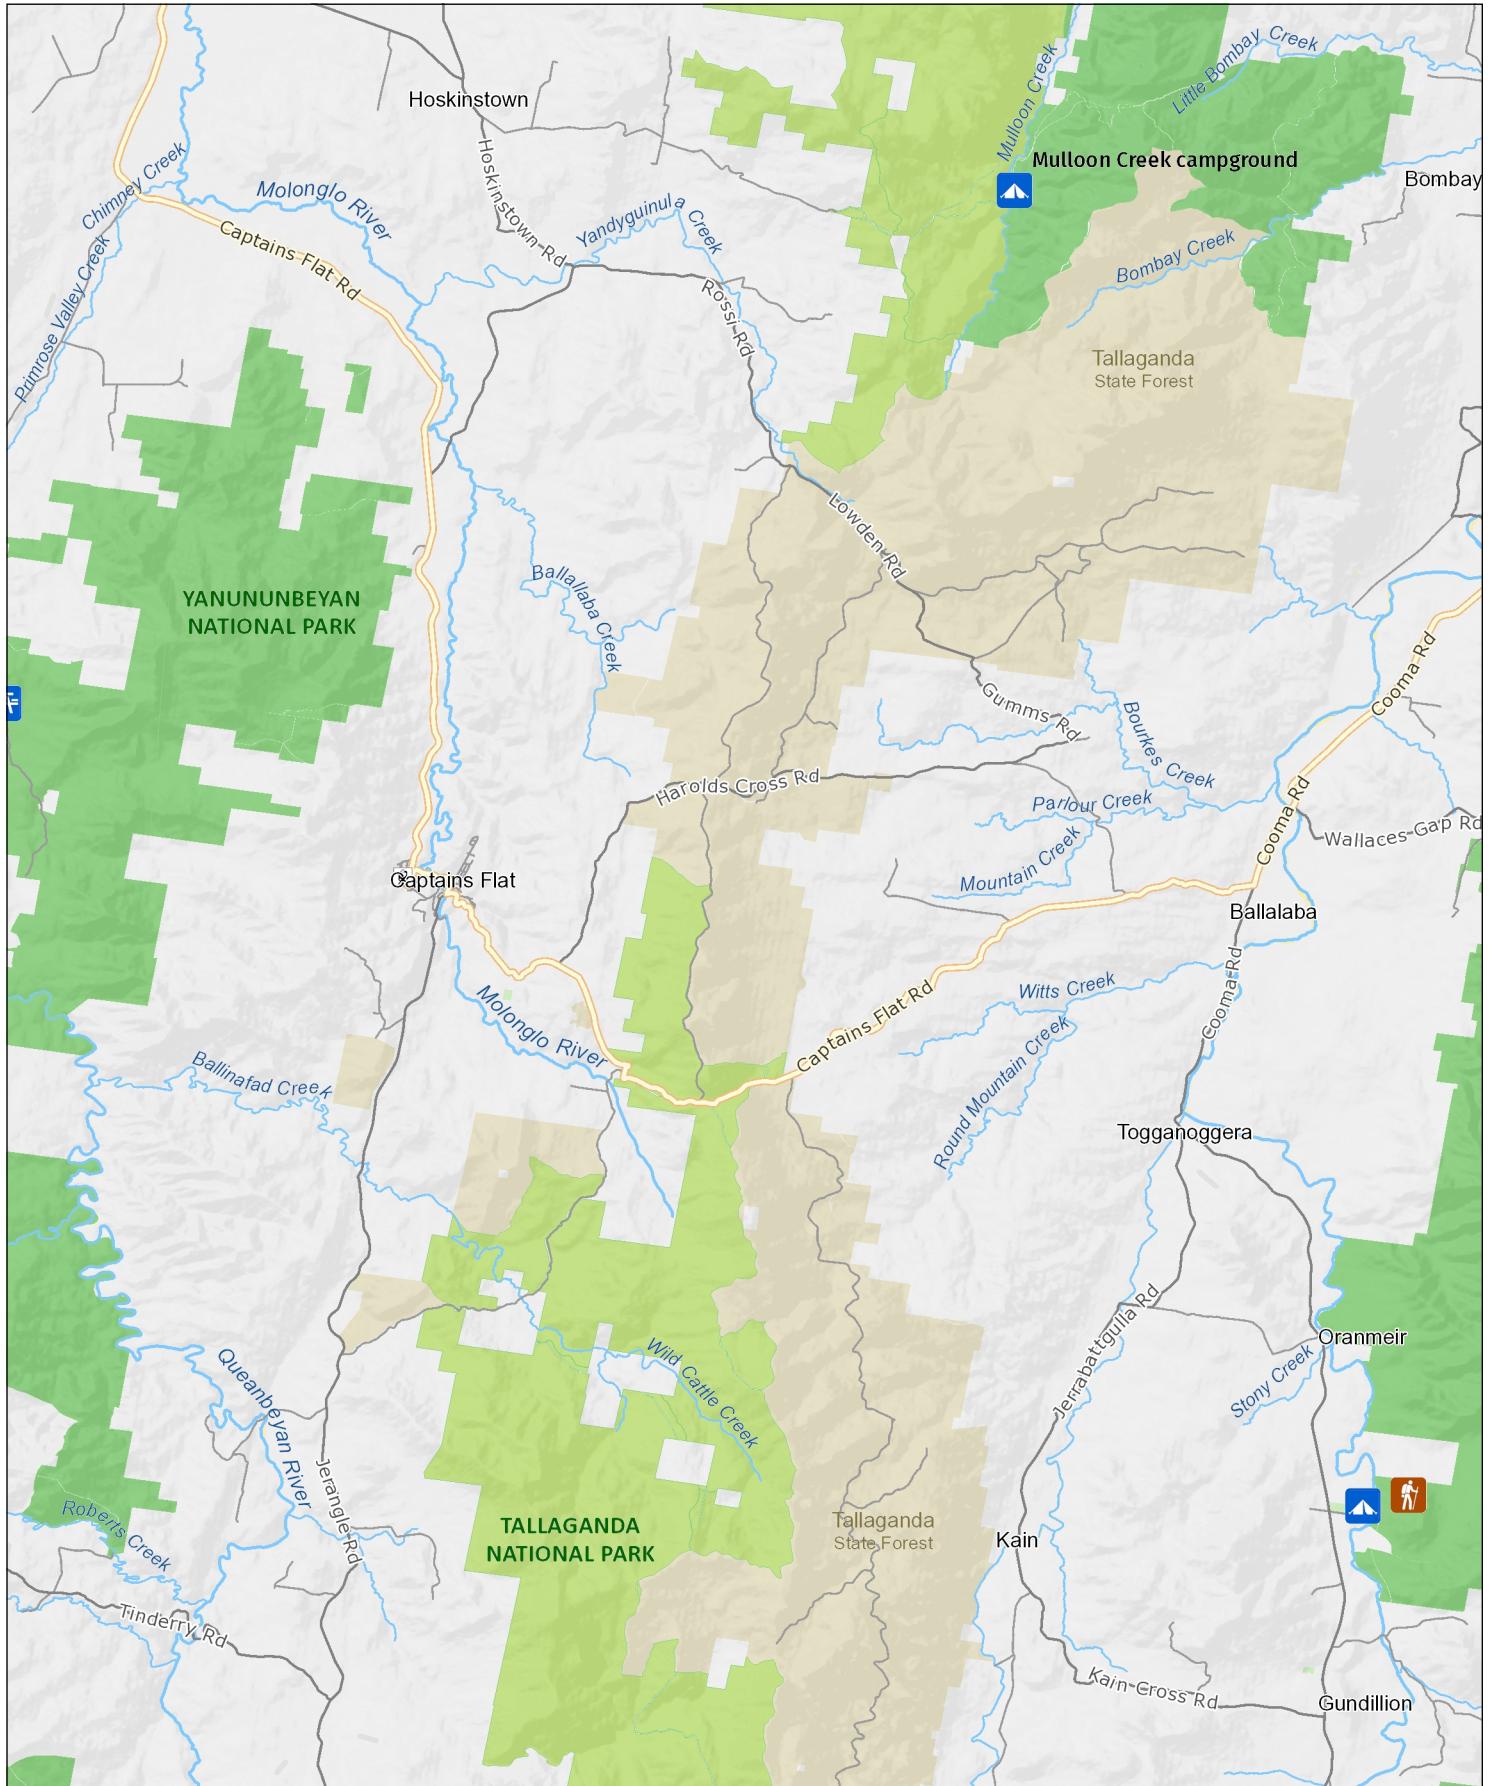 Little Bombay Creek
Mulloon Creek
Hoskinstown
Mulloon Creek campground
Chimney Creek
Hoskinstown Rd
Bombay
Molonglo River
Yandyguinula Creek
Captains Flat Rd
Bombay Creek
Primrose Valley Creek
Rossi Rd
Tallaganda
State Forest
Lowden Rd
Ballallaba Creek
YANUNUNBEYAN
NATIONAL PARK
Cooma Rd
Gumms Rd
Bourkes Creek
Harolds Cross Rd
Parlour Creek
Cooma Rd
Wallaces Gap Rd
Mountain Creek
Captains Flat
Ballalaba
Cooma Rd
Witts Creek
Molonglo River
Captains Flat Rd
Round Mountain Creek
Ballinafad Creek
Togganoggera
Jerrabattgulla Rd
Oranmeir
Queanbeyan River
Wild Cattle Creek
Stony Creek
Jerangle Rd
Roberts Creek
TALLAGANDA
NATIONAL PARK
Tallaganda
State Forest
Kain
Tinderry Rd
Kain Cross Rd
Gundillion